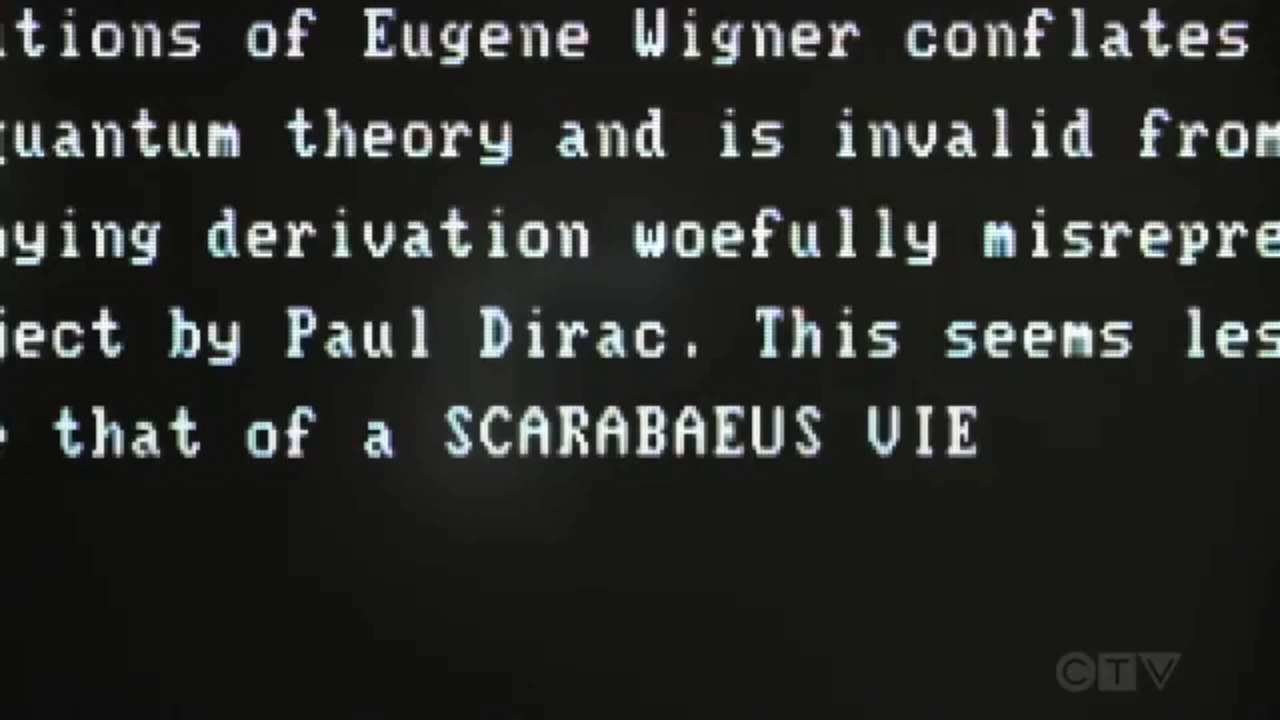 tions of Eugene Wigner conflates
quantum theory and is invalid from
ying derivation woefully misrepre
ject by Paul Dirac. This seems les
that of a SCARABAEUS VIE
CTV